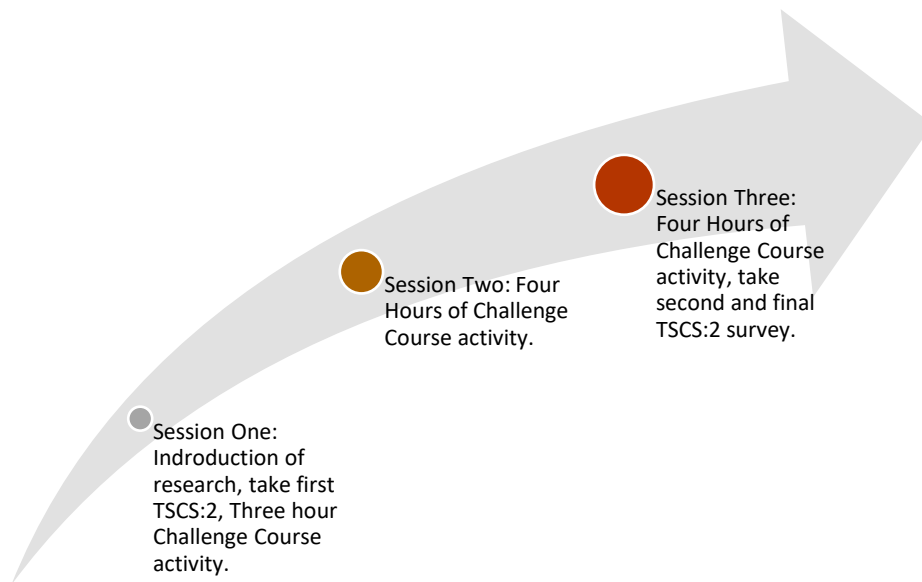 Session One:
Indroduction of
research, take first
TSCS:2, Three hour
Challenge Course
activity.
Session Two: Four
Hours of Challenge
Course activity.
Session Three:
Four Hours of
Challenge Course
activity, take
second and final
TSCS:2 survey.